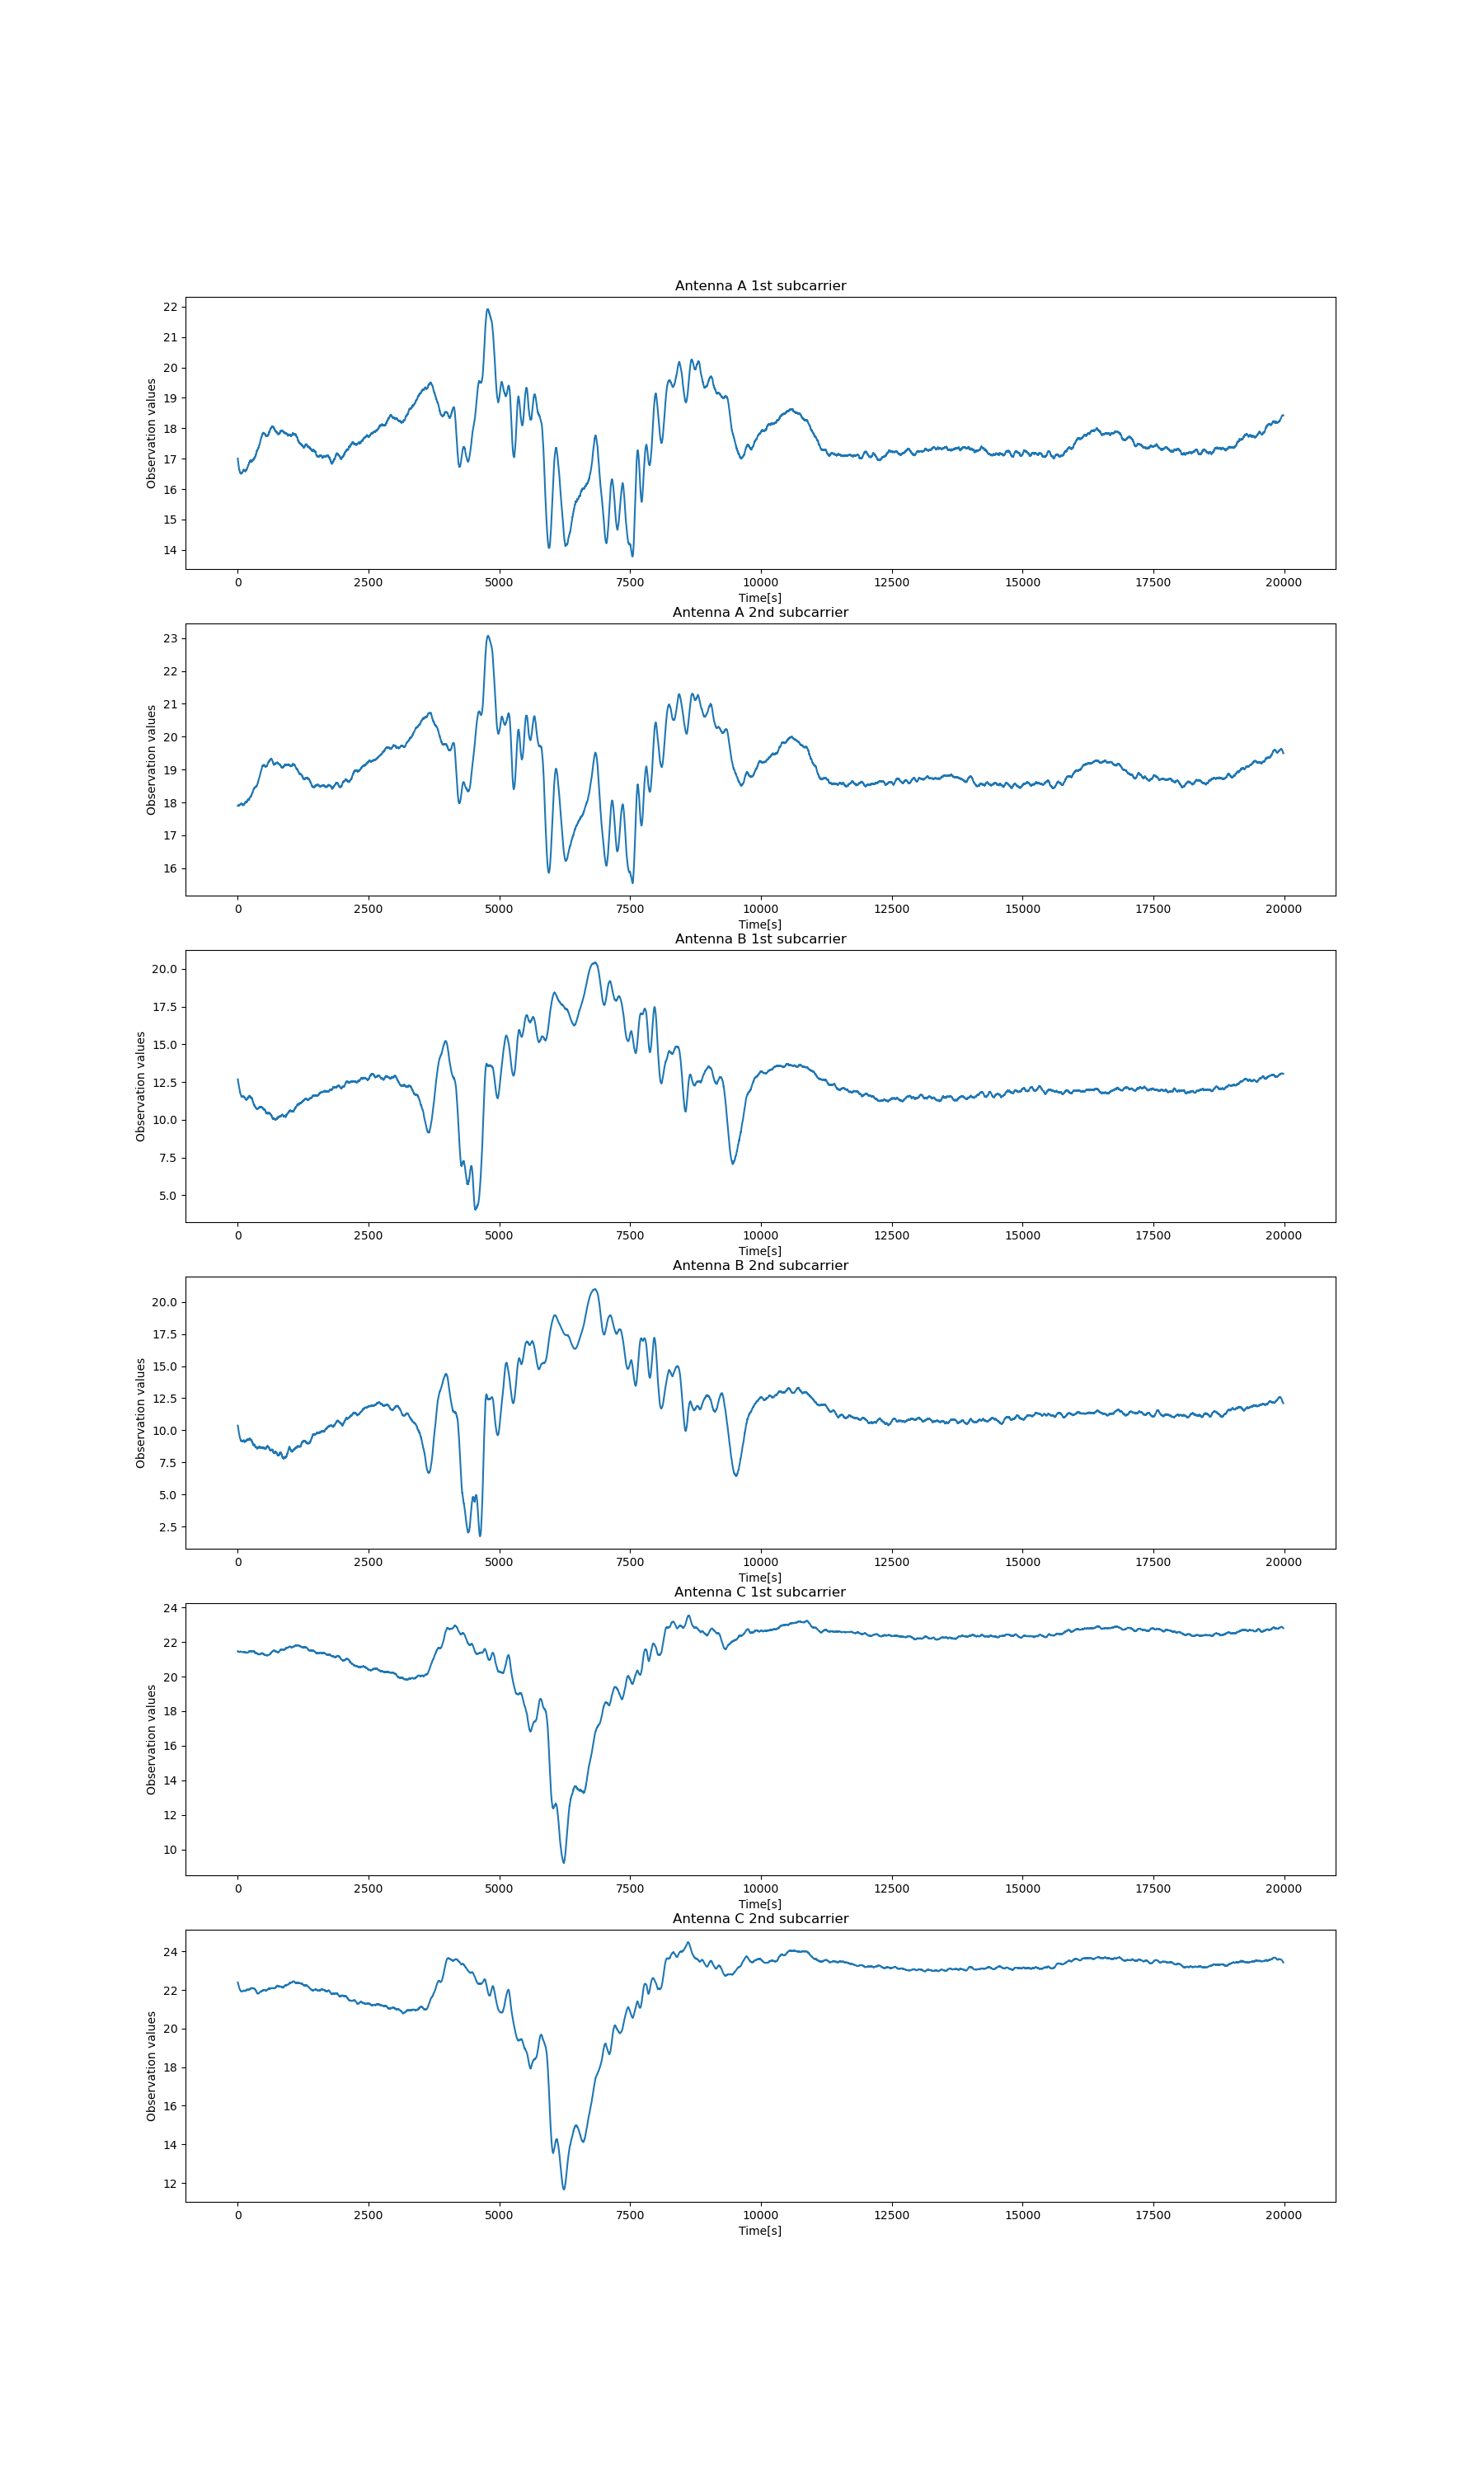 Antenna A 1st subcarrier
22
21
20
19
18
17
16
15
14
Observation values
0 2500 5000 7500 10000 12500 15000 17500 20000
Time[s]
Antenna A 2nd subcarrier
23
22
21
20
19
18
17
16
Observation values
0 2500 5000 7500 10000 12500 15000 17500 20000
Time[s]
Antenna B 1st subcarrier
20.0
17.5
15.0
12.5
10.0
7.5
5.0
Observation values
0 2500 5000 7500 10000 12500 15000 17500 20000
Time[s]
Antenna B 2nd subcarrier
20.0
17.5
15.0
12.5
10.0
7.5
5.0
2.5
Observation values
0 2500 5000 7500 10000 12500 15000 17500 20000
Time[s]
Antenna C 1st subcarrier
24
22
20
18
16
14
12
10
Observation values
0 2500 5000 7500 10000 12500 15000 17500 20000
Time[s]
Antenna C 2nd subcarrier
24
22
20
18
16
14
12
Observation values
0 2500 5000 7500 10000 12500 15000 17500 20000
Time[s]